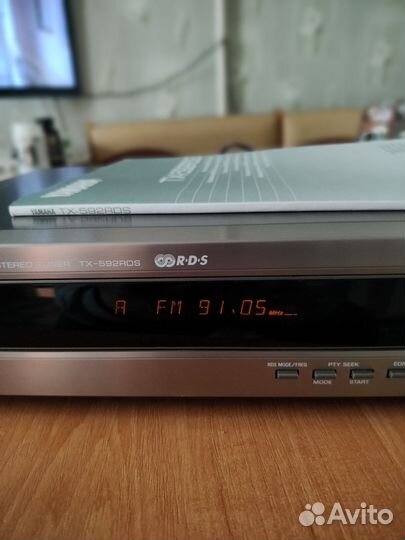 YAMAHA TX-592RDS
STEREO TUNER TX-592RDS R·D·S
A FM 91.05 MHz
RDS MODE/FREQ PTY SEEK EON
MODE START
Avito